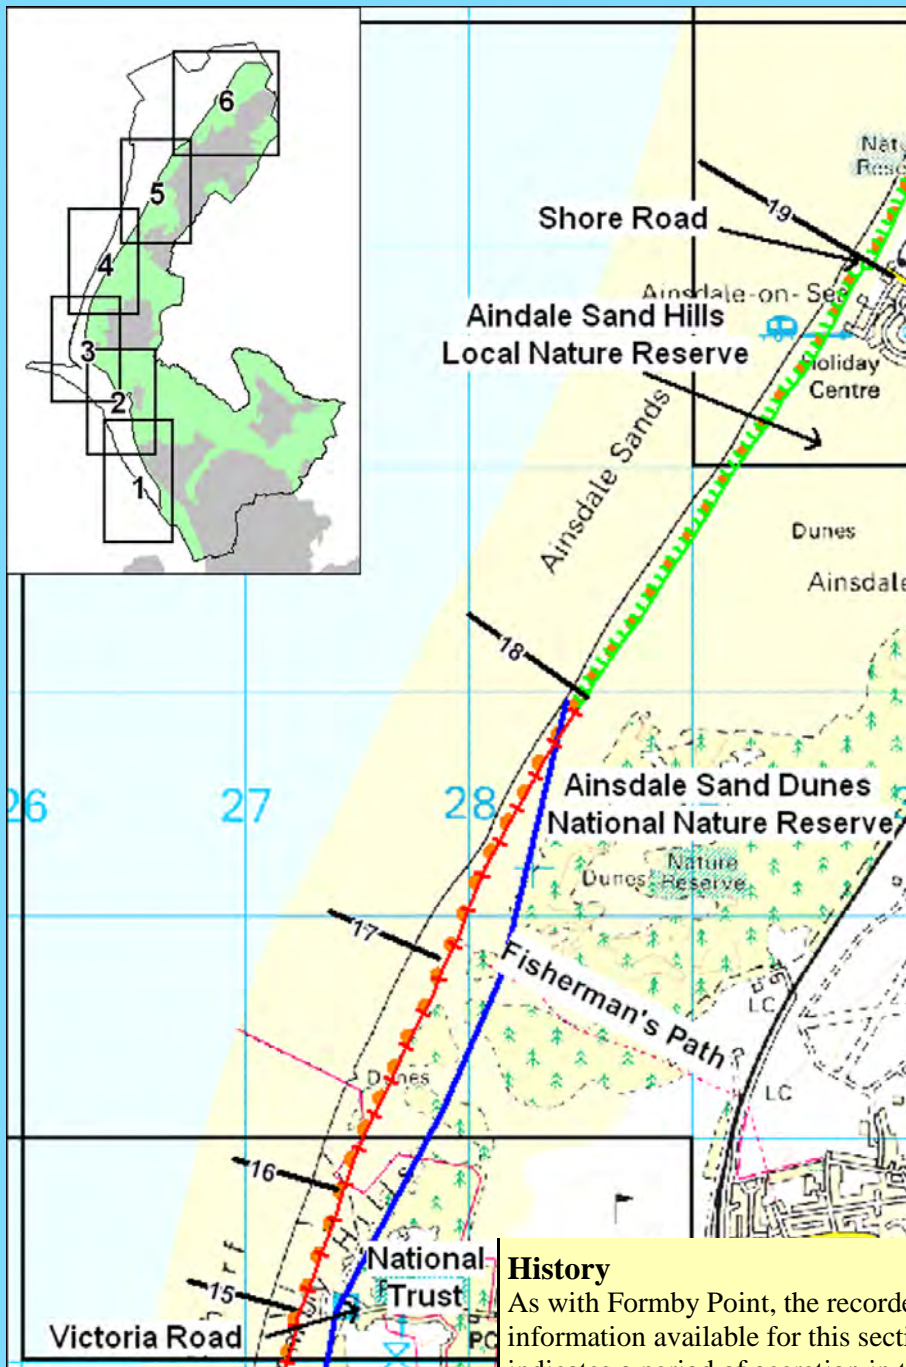 6
5
4
3
2
1
19
Shore Road
Ainsdale-on-Sea
Aindale Sand Hills
Local Nature Reserve
Holiday
Centre
Ainsdale Sands
Dunes
18
26
27
28
Ainsdale Sand Dunes
National Nature Reserve
Nature
Reserve
Dunes
17
Fisherman's Path
LC
LC
16
National
Trust
15
Victoria Road
PC
History
As with Formby Point, the recorde
information available for this secti